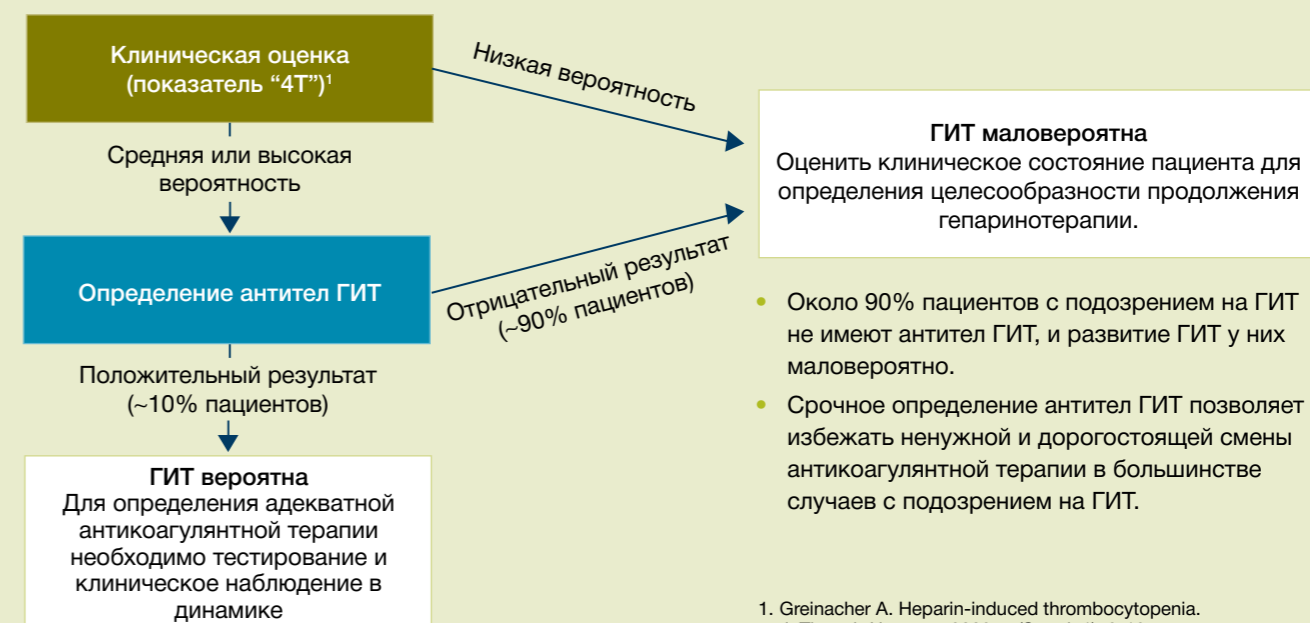 Клиническая оценка
(показатель “4Т”)¹
Низкая вероятность
Средняя или высокая
вероятность
ГИТ маловероятна
Оценить клиническое состояние пациента для
определения целесообразности продолжения
гепаринотерапии.
Определение антител ГИТ
Отрицательный результат
(~90% пациентов)
Положительный результат
(~10% пациентов)
ГИТ вероятна
Для определения адекватной
антикоагулянтной терапии
необходимо тестирование и
клиническое наблюдение в
динамике
• Около 90% пациентов с подозрением на ГИТ
не имеют антител ГИТ, и развитие ГИТ у них
маловероятно.
• Срочное определение антител ГИТ позволяет
избежать ненужной и дорогостоящей смены
антикоагулянтной терапии в большинстве
случаев с подозрением на ГИТ.
1. Greinacher A. Heparin-induced thrombocytopenia.